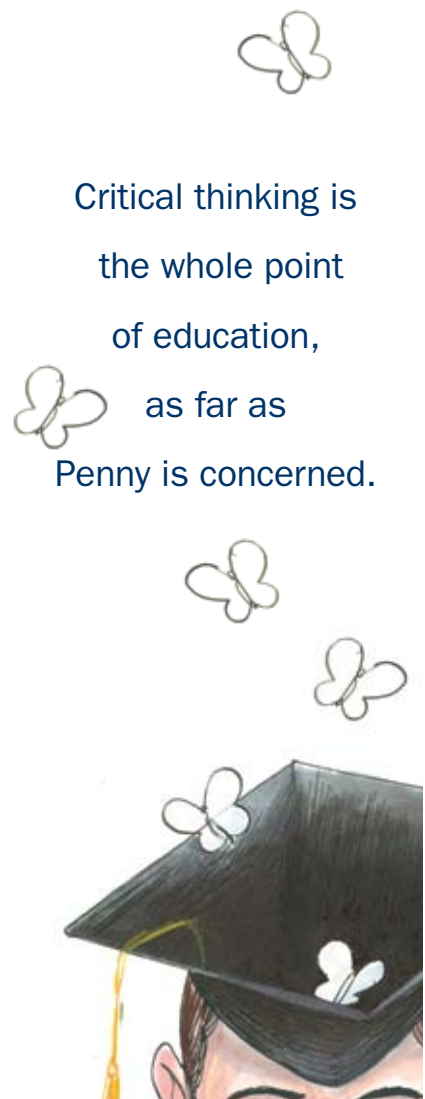 Critical thinking is
the whole point
of education,
as far as
Penny is concerned.